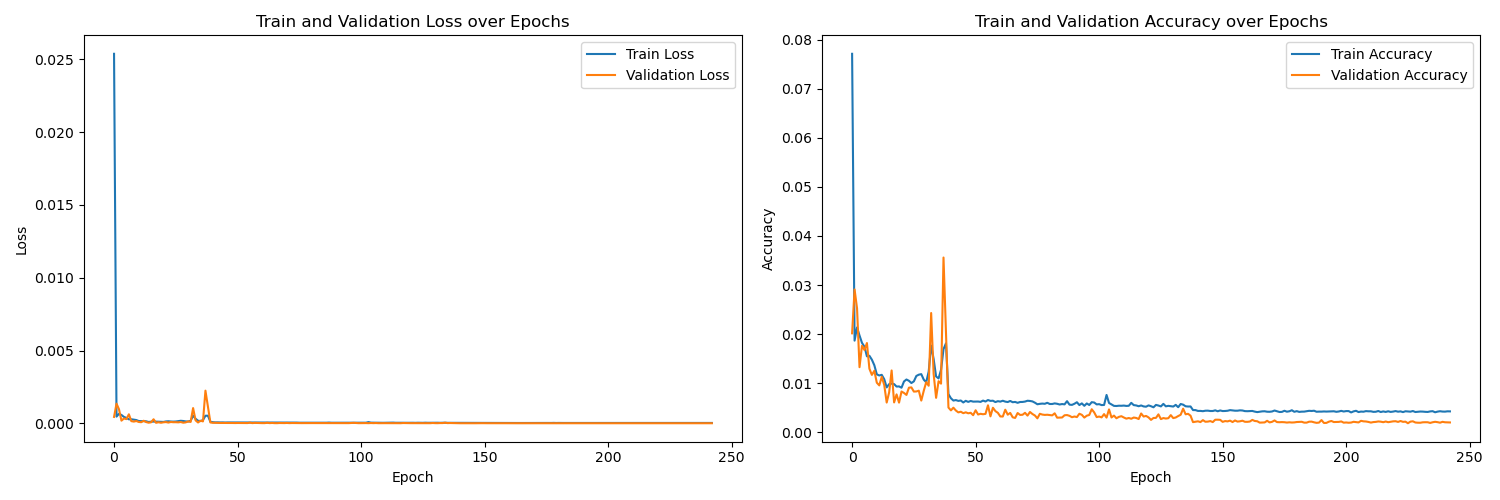 Train and Validation Loss over Epochs
Train Loss
Validation Loss
0.025
0.020
0.015
0.010
0.005
0.000
Loss
0 50 100 150 200 250
Epoch
Train and Validation Accuracy over Epochs
Train Accuracy
Validation Accuracy
0.08
0.07
0.06
0.05
0.04
0.03
0.02
0.01
0.00
Accuracy
0 50 100 150 200 250
Epoch